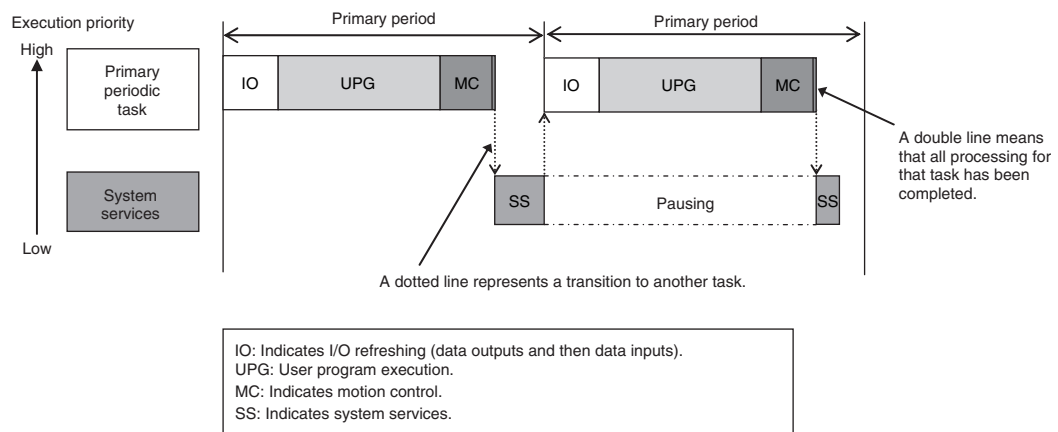 Execution priority
High
Low
Primary
periodic
task
System
services
Primary period
Primary period
IO
UPG
MC
IO
UPG
MC
SS
Pausing
SS
A double line means
that all processing for
that task has been
completed.
A dotted line represents a transition to another task.
IO: Indicates I/O refreshing (data outputs and then data inputs).
UPG: User program execution.
MC: Indicates motion control.
SS: Indicates system services.